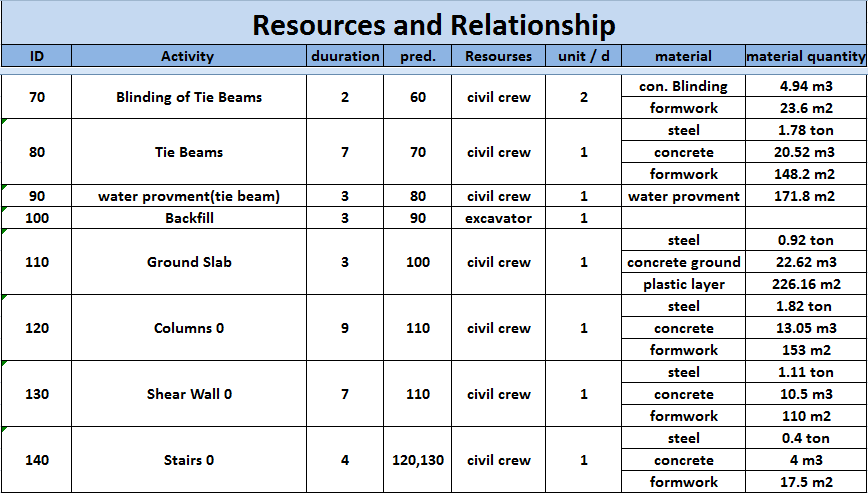 Resources and Relationship
ID Activity duuration pred. Resourses unit / d material material quantity
70 Blinding of Tie Beams 2 60 civil crew 2 con. Blinding 4.94 m3
formwork 23.6 m2
80 Tie Beams 7 70 civil crew 1 steel 1.78 ton
concrete 20.52 m3
formwork 148.2 m2
90 water provment(tie beam) 3 80 civil crew 1 water provment 171.8 m2
100 Backfill 3 90 excavator 1
110 Ground Slab 3 100 civil crew 1 steel 0.92 ton
concrete ground 22.62 m3
plastic layer 226.16 m2
120 Columns 0 9 110 civil crew 1 steel 1.82 ton
concrete 13.05 m3
formwork 153 m2
130 Shear Wall 0 7 110 civil crew 1 steel 1.11 ton
concrete 10.5 m3
formwork 110 m2
140 Stairs 0 4 120,130 civil crew 1 steel 0.4 ton
concrete 4 m3
formwork 17.5 m2